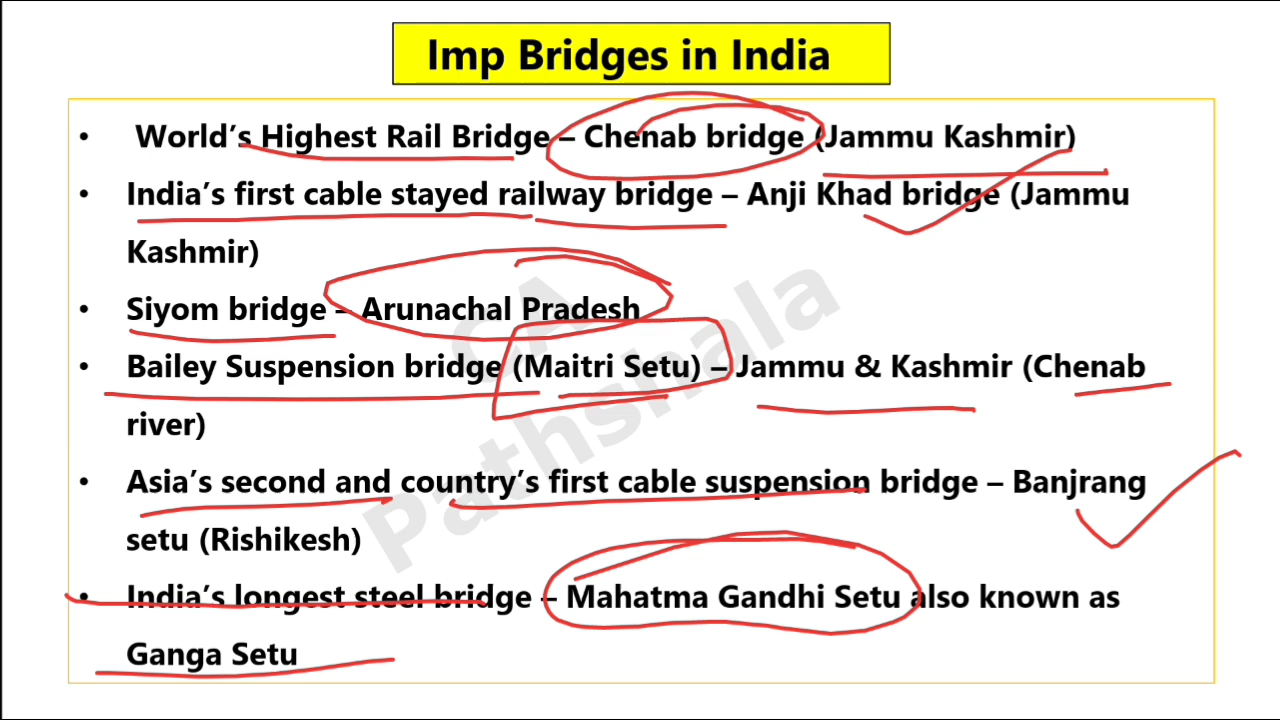 Imp Bridges in India
• World's Highest Rail Bridge – Chenab bridge (Jammu Kashmir)
• India's first cable stayed railway bridge – Anji Khad bridge (Jammu
Kashmir)
• Siyom bridge – Arunachal Pradesh
• Bailey Suspension bridge (Maitri Setu) – Jammu & Kashmir (Chenab
river)
• Asia's second and country's first cable suspension bridge – Banjrang
setu (Rishikesh)
• India's longest steel bridge – Mahatma Gandhi Setu also known as
Ganga Setu
CA
Pathshala